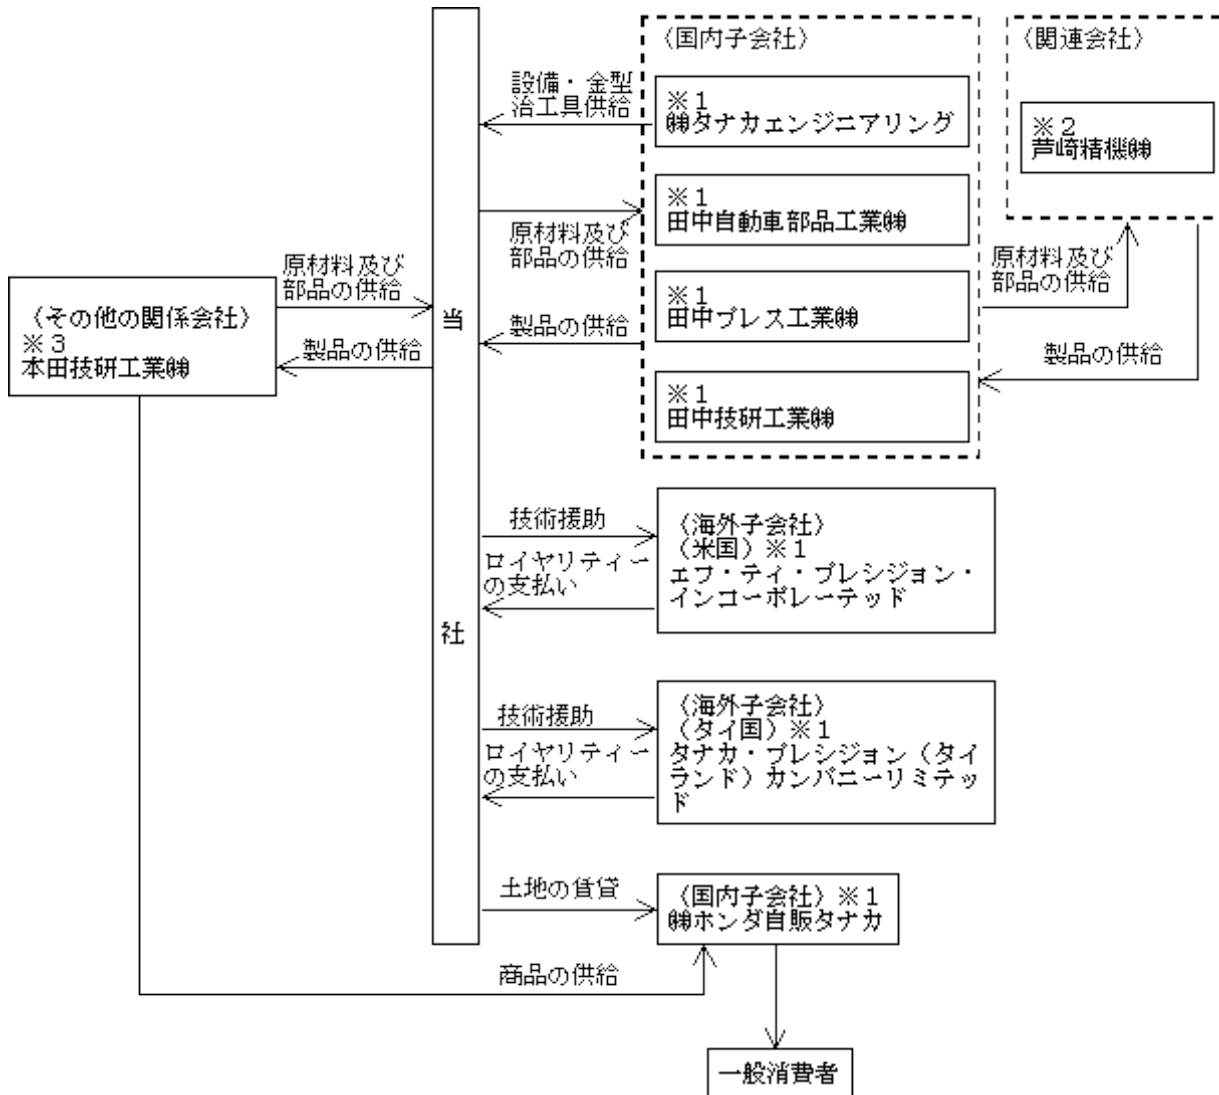 〈国内子会社〉
〈関連会社〉
設備・金型
治工具供給
※１
㈱タナカエンジニアリング
※２
芦崎精機㈱
※１
田中自動車部品工業㈱
原材料及び
部品の供給
原材料及び
部品の供給
原材料及び
部品の供給
※１
田中プレス工業㈱
〈その他の関係会社〉
※３
本田技研工業㈱
当
社
製品の供給
製品の供給
製品の供給
※１
田中技研工業㈱
技術援助
ロイヤリティー
の支払い
〈海外子会社〉
（米国）※１
エフ・ティ・プレシジョン・
インコーポレーテッド
技術援助
ロイヤリティー
の支払い
〈海外子会社〉
（タイ国）※１
タナカ・プレシジョン（タイ
ランド）カンパニーリミテッ
ド
土地の賃貸
〈国内子会社〉※１
㈱ホンダ自販タナカ
商品の供給
一般消費者